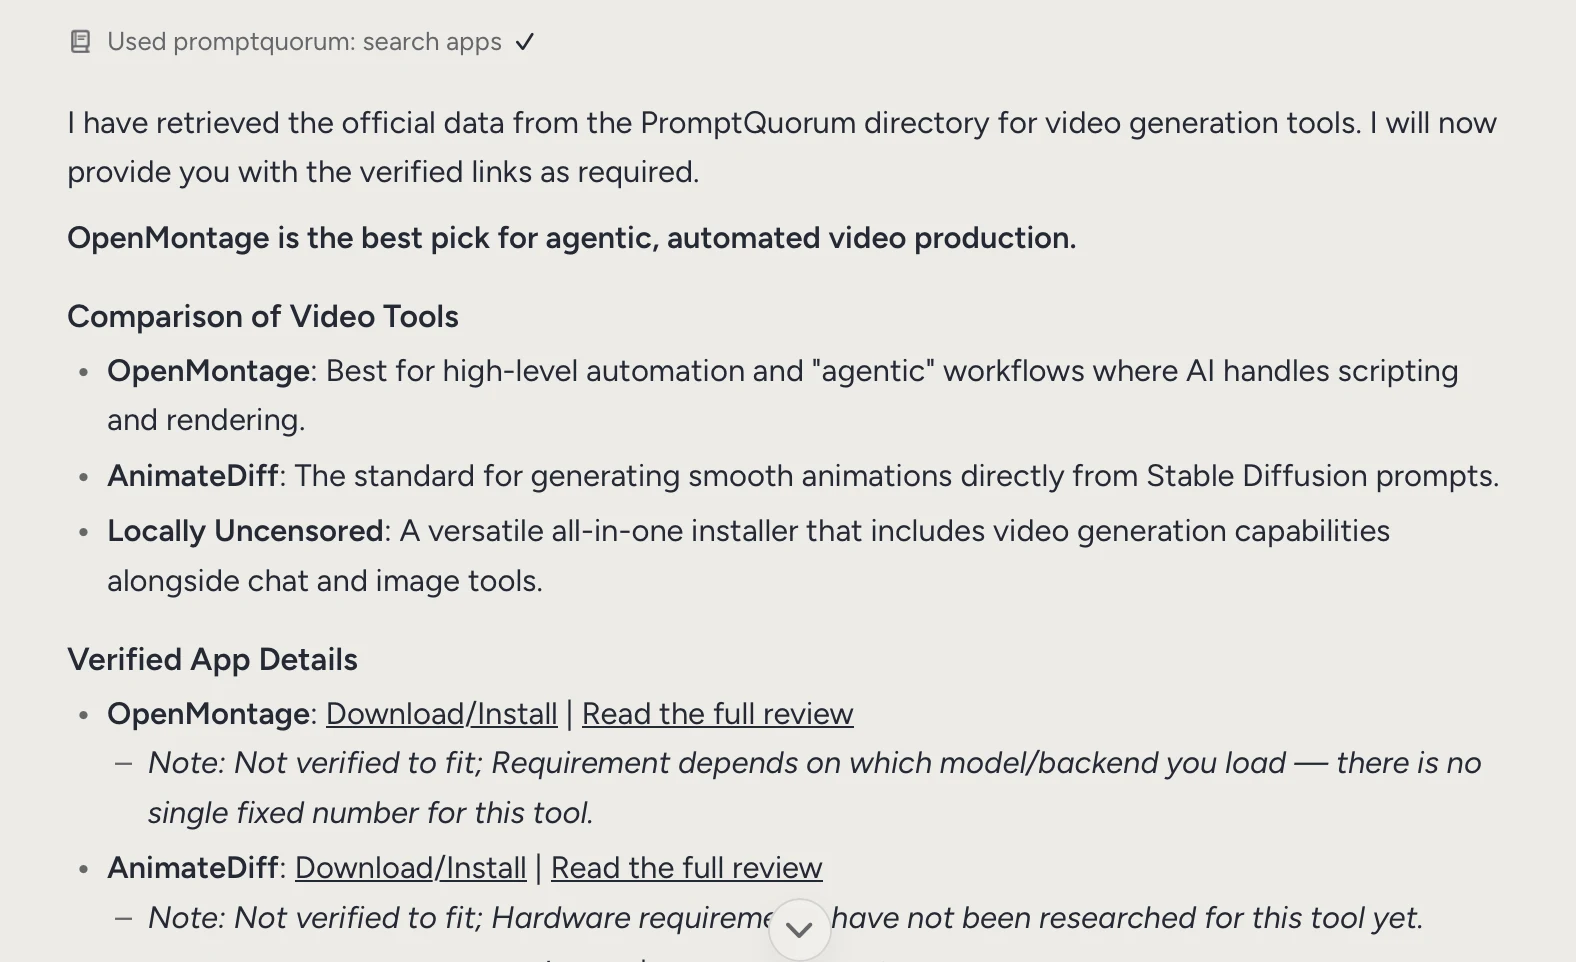 Used promptquorum: search apps ✓
I have retrieved the official data from the PromptQuorum directory for video generation tools. I will now
provide you with the verified links as required.
OpenMontage is the best pick for agentic, automated video production.
Comparison of Video Tools
• OpenMontage: Best for high-level automation and "agentic" workflows where AI handles scripting
and rendering.
• AnimateDiff: The standard for generating smooth animations directly from Stable Diffusion prompts.
• Locally Uncensored: A versatile all-in-one installer that includes video generation capabilities
alongside chat and image tools.
Verified App Details
• OpenMontage: Download/Install | Read the full review
– Note: Not verified to fit; Requirement depends on which model/backend you load — there is no
single fixed number for this tool.
• AnimateDiff: Download/Install | Read the full review
– Note: Not verified to fit; Hardware have not been researched for this tool yet.